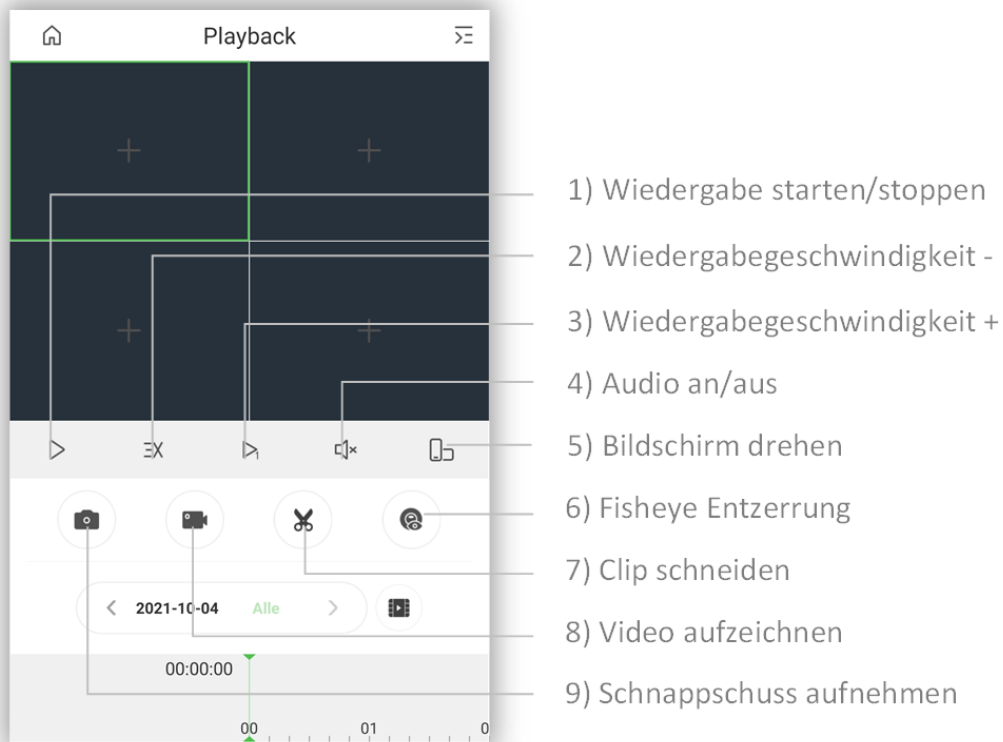 Playback
1) Wiedergabe starten/stoppen
2) Wiedergabegeschwindigkeit -
3) Wiedergabegeschwindigkeit +
4) Audio an/aus
5) Bildschirm drehen
6) Fisheye Entzerrung
7) Clip schneiden
8) Video aufzeichnen
9) Schnappschuss aufnehmen
2021-10-04 Alle
00:00:00
00 01 0